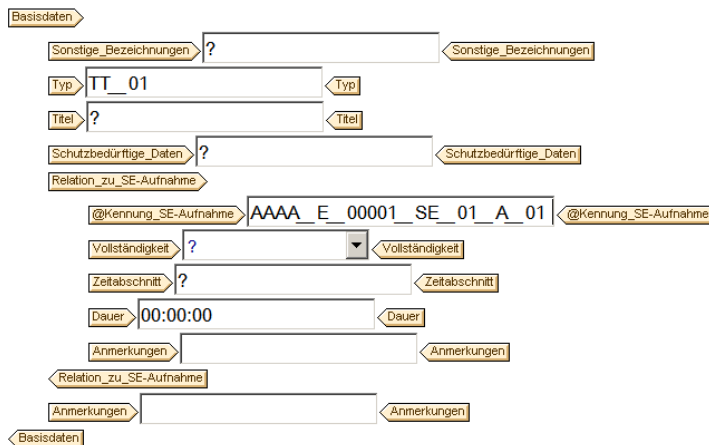 Basisdaten
Sonstige_Bezeichnungen ? Sonstige_Bezeichnungen
Typ TT__01 Typ
Titel ? Titel
Schutzbedürftige_Daten ? Schutzbedürftige_Daten
Relation_zu_SE-Aufnahme
@Kennung_SE-Aufnahme AAAA__E__00001__SE__01__A__01 @Kennung_SE-Aufnahme
Vollständigkeit ? Vollständigkeit
Zeitabschnitt ? Zeitabschnitt
Dauer 00:00:00 Dauer
Anmerkungen Anmerkungen
Relation_zu_SE-Aufnahme
Anmerkungen Anmerkungen
Basisdaten